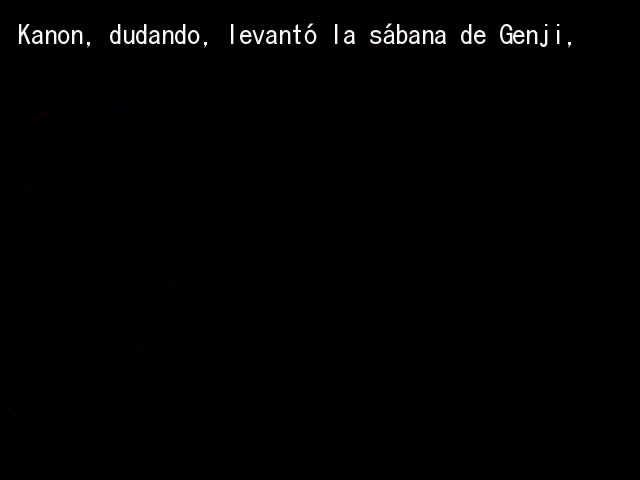 Kanon, dudando, levantó la sábana de Genji,